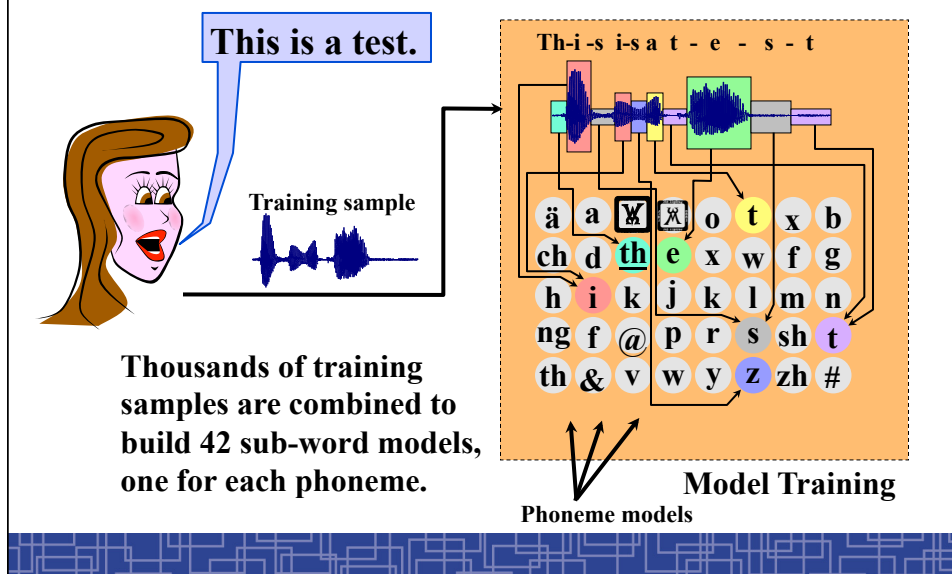 This is a test.
Th-i-s i-s a t - e - s - t
Training sample
ä a o t x b
ch d th e x w f g
h i k j k l m n
ng f @ p r s sh t
th & v w y z zh #
Thousands of training
samples are combined to
build 42 sub-word models,
one for each phoneme.
Model Training
Phoneme models